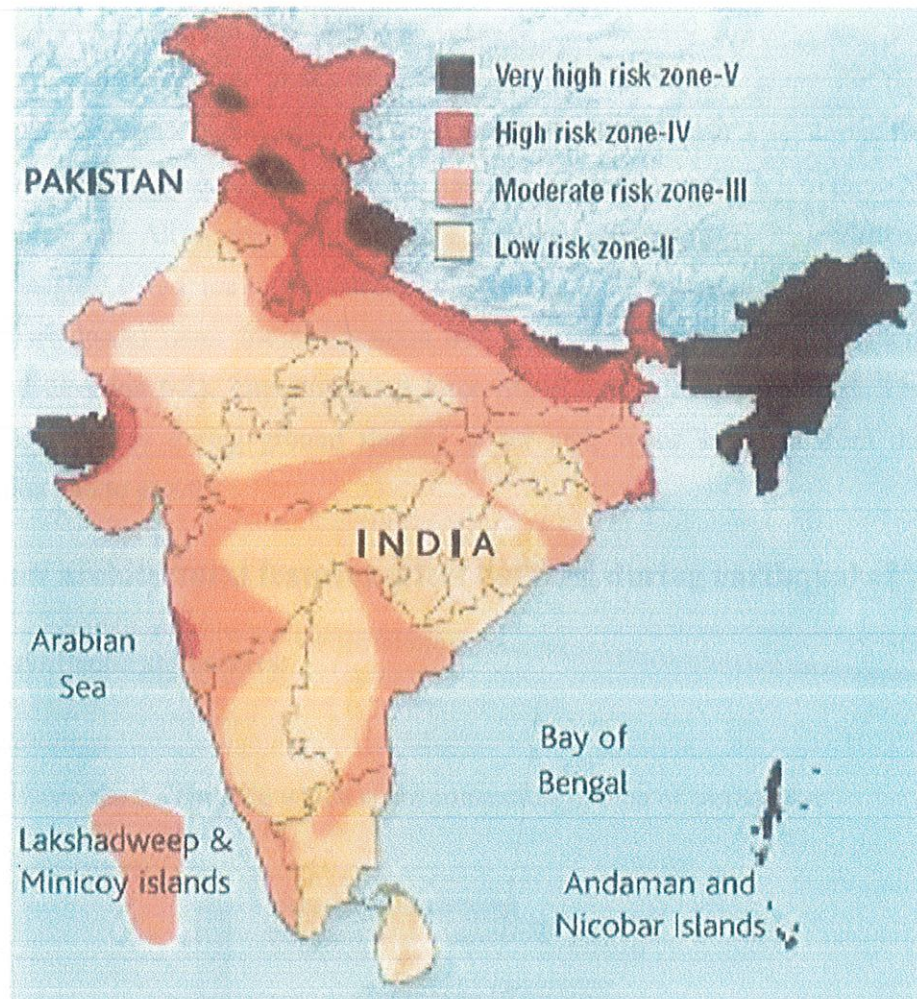 Very high risk zone-V
High risk zone-IV
PAKISTAN
Moderate risk zone-III
Low risk zone-II
INDIA
Arabian
Sea
Bay of
Bengal
Lakshadweep &
Minicoy islands
Andaman and
Nicobar Islands